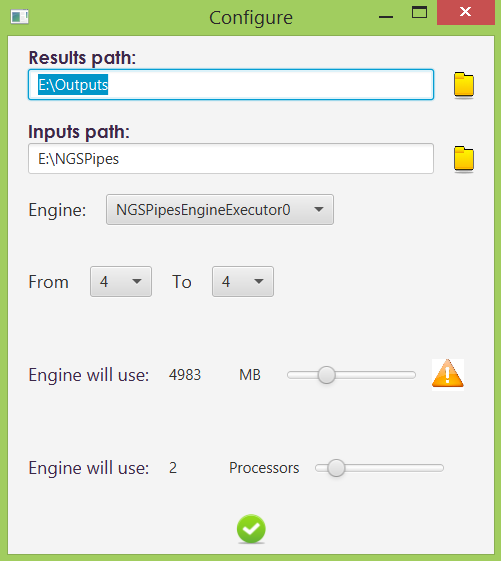 Configure
Results path:
E:\Outputs
Inputs path:
E:\NGSPipes
Engine: NGSPipesEngineExecutor0
From 4 To 4
Engine will use: 4983 MB
Engine will use: 2 Processors